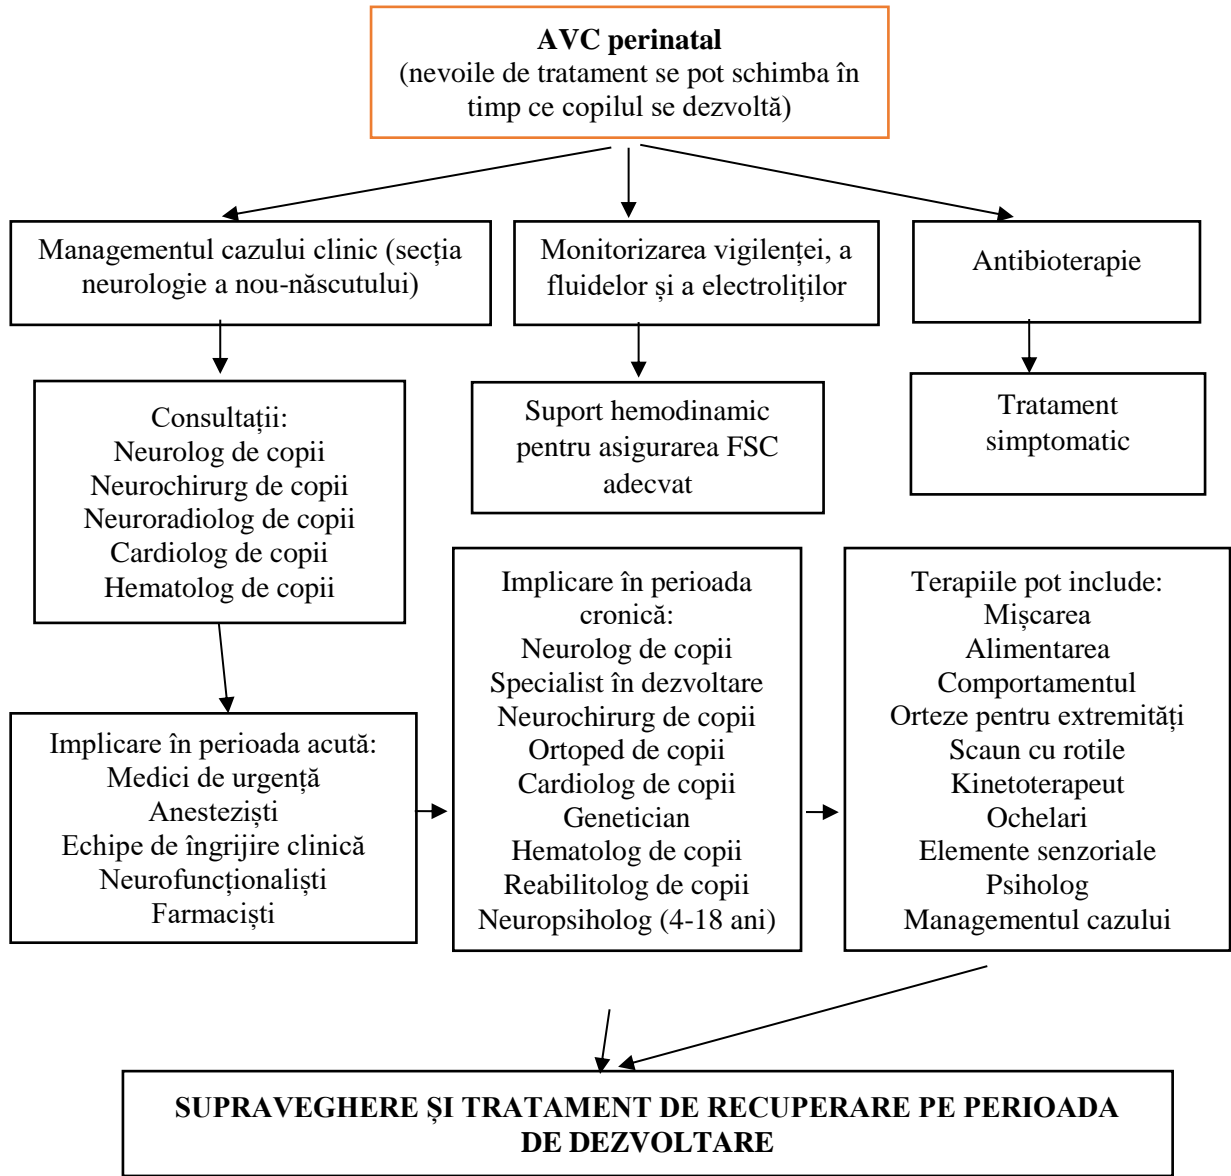 AVC perinatal
(nevoile de tratament se pot schimba în
timp ce copilul se dezvoltă)
Managementul cazului clinic (secția
neurologie a nou-născutului)
Monitorizarea vigilenței, a
fluidelor și a electroliților
Antibioterapie
Consultații:
Neurolog de copii
Neurochirurg de copii
Neuroradiolog de copii
Cardiolog de copii
Hematolog de copii
Suport hemodinamic
pentru asigurarea FSC
adecvat
Tratament
simptomatic
Implicare în perioada acută:
Medici de urgență
Anesteziști
Echipe de îngrijire clinică
Neurofuncționaliști
Farmaciști
Implicare în perioada
cronică:
Neurolog de copii
Specialist în dezvoltare
Neurochirurg de copii
Ortoped de copii
Cardiolog de copii
Genetician
Hematolog de copii
Reabilitolog de copii
Neuropsiholog (4-18 ani)
Terapiile pot include:
Mișcarea
Alimentarea
Comportamentul
Orteze pentru extremități
Scaun cu rotile
Kinetoterapeut
Ochelari
Elemente senzoriale
Psiholog
Managementul cazului
SUPRAVEGHERE ȘI TRATAMENT DE RECUPERARE PE PERIOADA
DE DEZVOLTARE